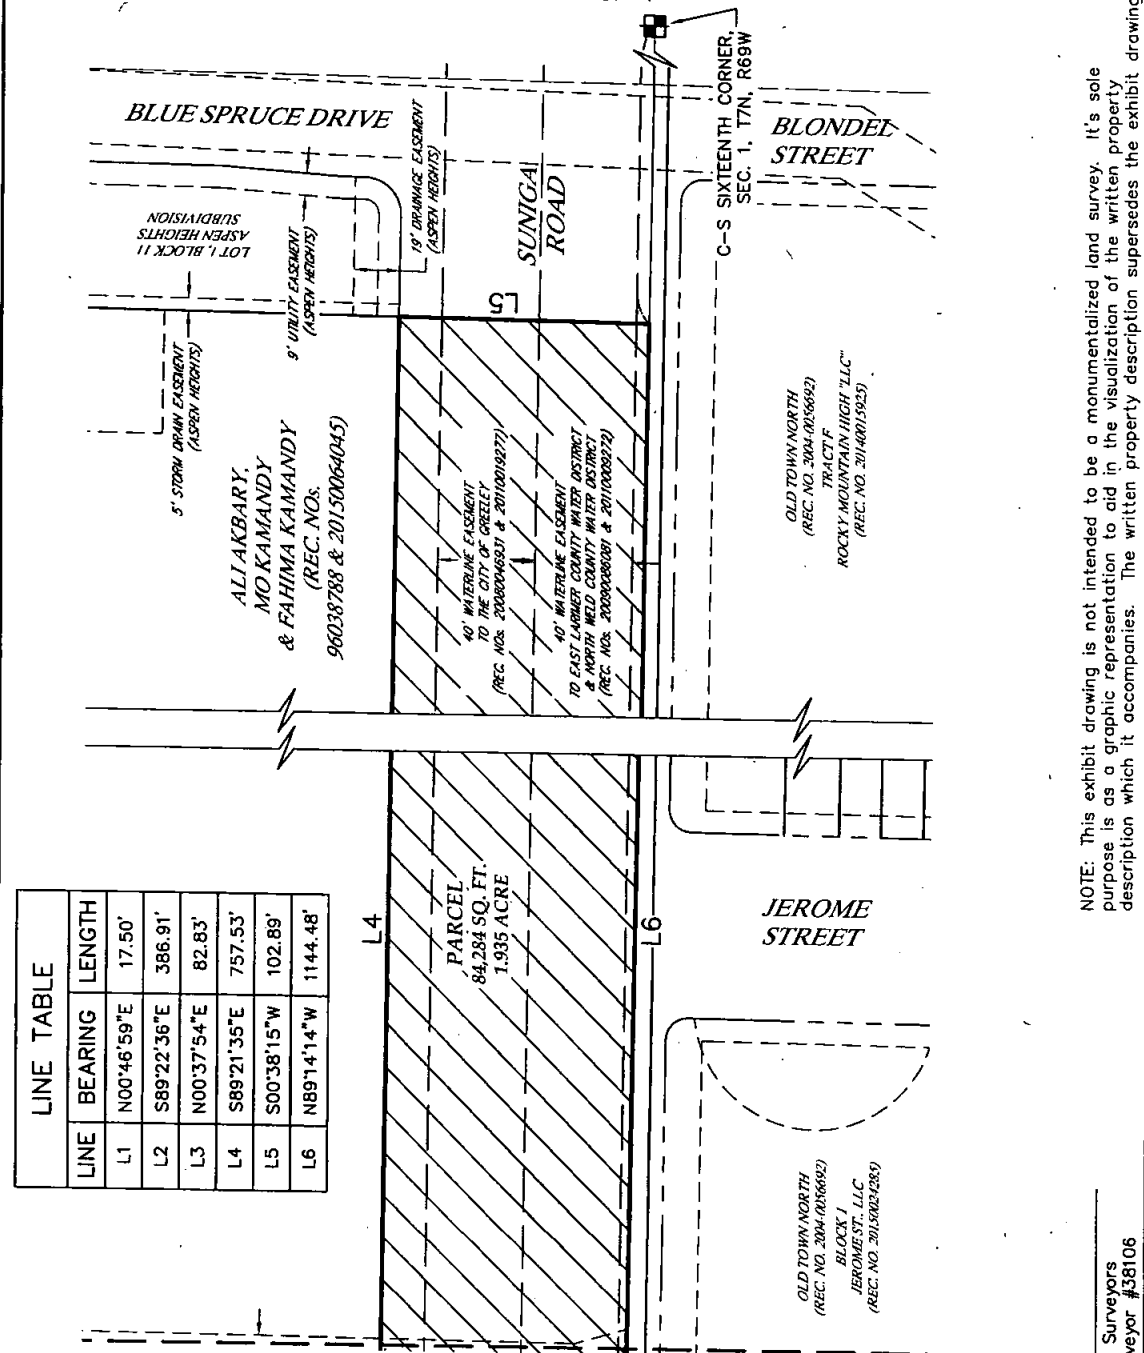 BLUE SPRUCE DRIVE
LOT 1, BLOCK 11
ASPEN HEIGHTS
SUBDIVISION
5' STORM DRAIN EASEMENT
(ASPEN HEIGHTS)
9' UTILITY EASEMENT
(ASPEN HEIGHTS)
19' DRAINAGE EASEMENT
(ASPEN HEIGHTS)
SUNIGA
ROAD
BLONDEL
STREET
C-S SIXTEENTH CORNER,
SEC. 1, T7N, R69W
L5
ALI AKBARY,
MO KAMANDY
& FAHIMA KAMANDY
(REC. NOs.
96038788 & 20150064045)
40' WATERLINE EASEMENT
TO THE CITY OF GREELEY
(REC. NOs. 20080046931 & 20110019277)
40' WATERLINE EASEMENT
TO EAST LARIMER COUNTY WATER DISTRICT
& NORTH WELD COUNTY WATER DISTRICT
(REC. NOs. 20090086081 & 20110009272)
OLD TOWN NORTH
(REC. NO. 2004-0056692)
TRACT F
ROCKY MOUNTAIN HIGH "LLC"
(REC. NO. 20140015925)
LINE TABLE
LINE BEARING LENGTH
L1 N00°46'59"E 17.50'
L2 S89°22'36"E 386.91'
L3 N00°37'54"E 82.83'
L4 S89°21'35"E 757.53'
L5 S00°38'15"W 102.89'
L6 N89°14'14"W 1144.48'
L4
PARCEL
84,284 SQ. FT.
1.935 ACRE
L6
JEROME
STREET
OLD TOWN NORTH
(REC. NO. 2004-0056692)
BLOCK 1
JEROME ST., LLC
(REC. NO. 20150024285)
NOTE: This exhibit drawing is not intended to be a monumentalized land survey. It's sole
purpose is as a graphic representation to aid in the visualization of the written property
description which it accompanies. The written property description supersedes the exhibit drawing
Surveyors
veyor #38106